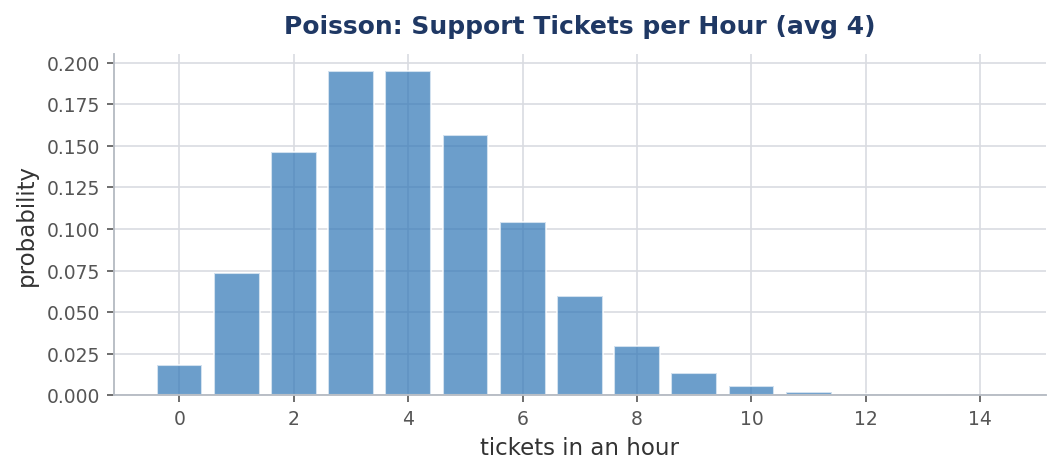 Poisson: Support Tickets per Hour (avg 4)
probability
0.200
0.175
0.150
0.125
0.100
0.075
0.050
0.025
0.000
0 2 4 6 8 10 12 14
tickets in an hour